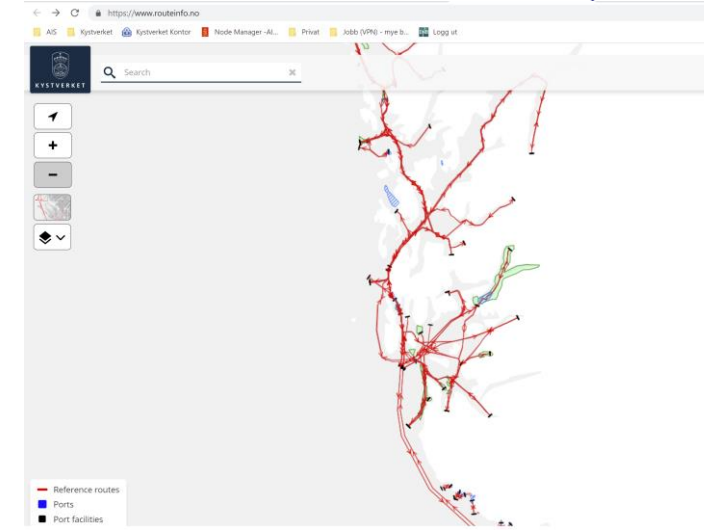 https://www.routeinfo.no
AIS Kystverket Kystverket Kontor Node Manager -Al... Privat Jobb (VPN) - mye b... Logg ut
KYSTVERKET
Search
Reference routes
Ports
Port facilities